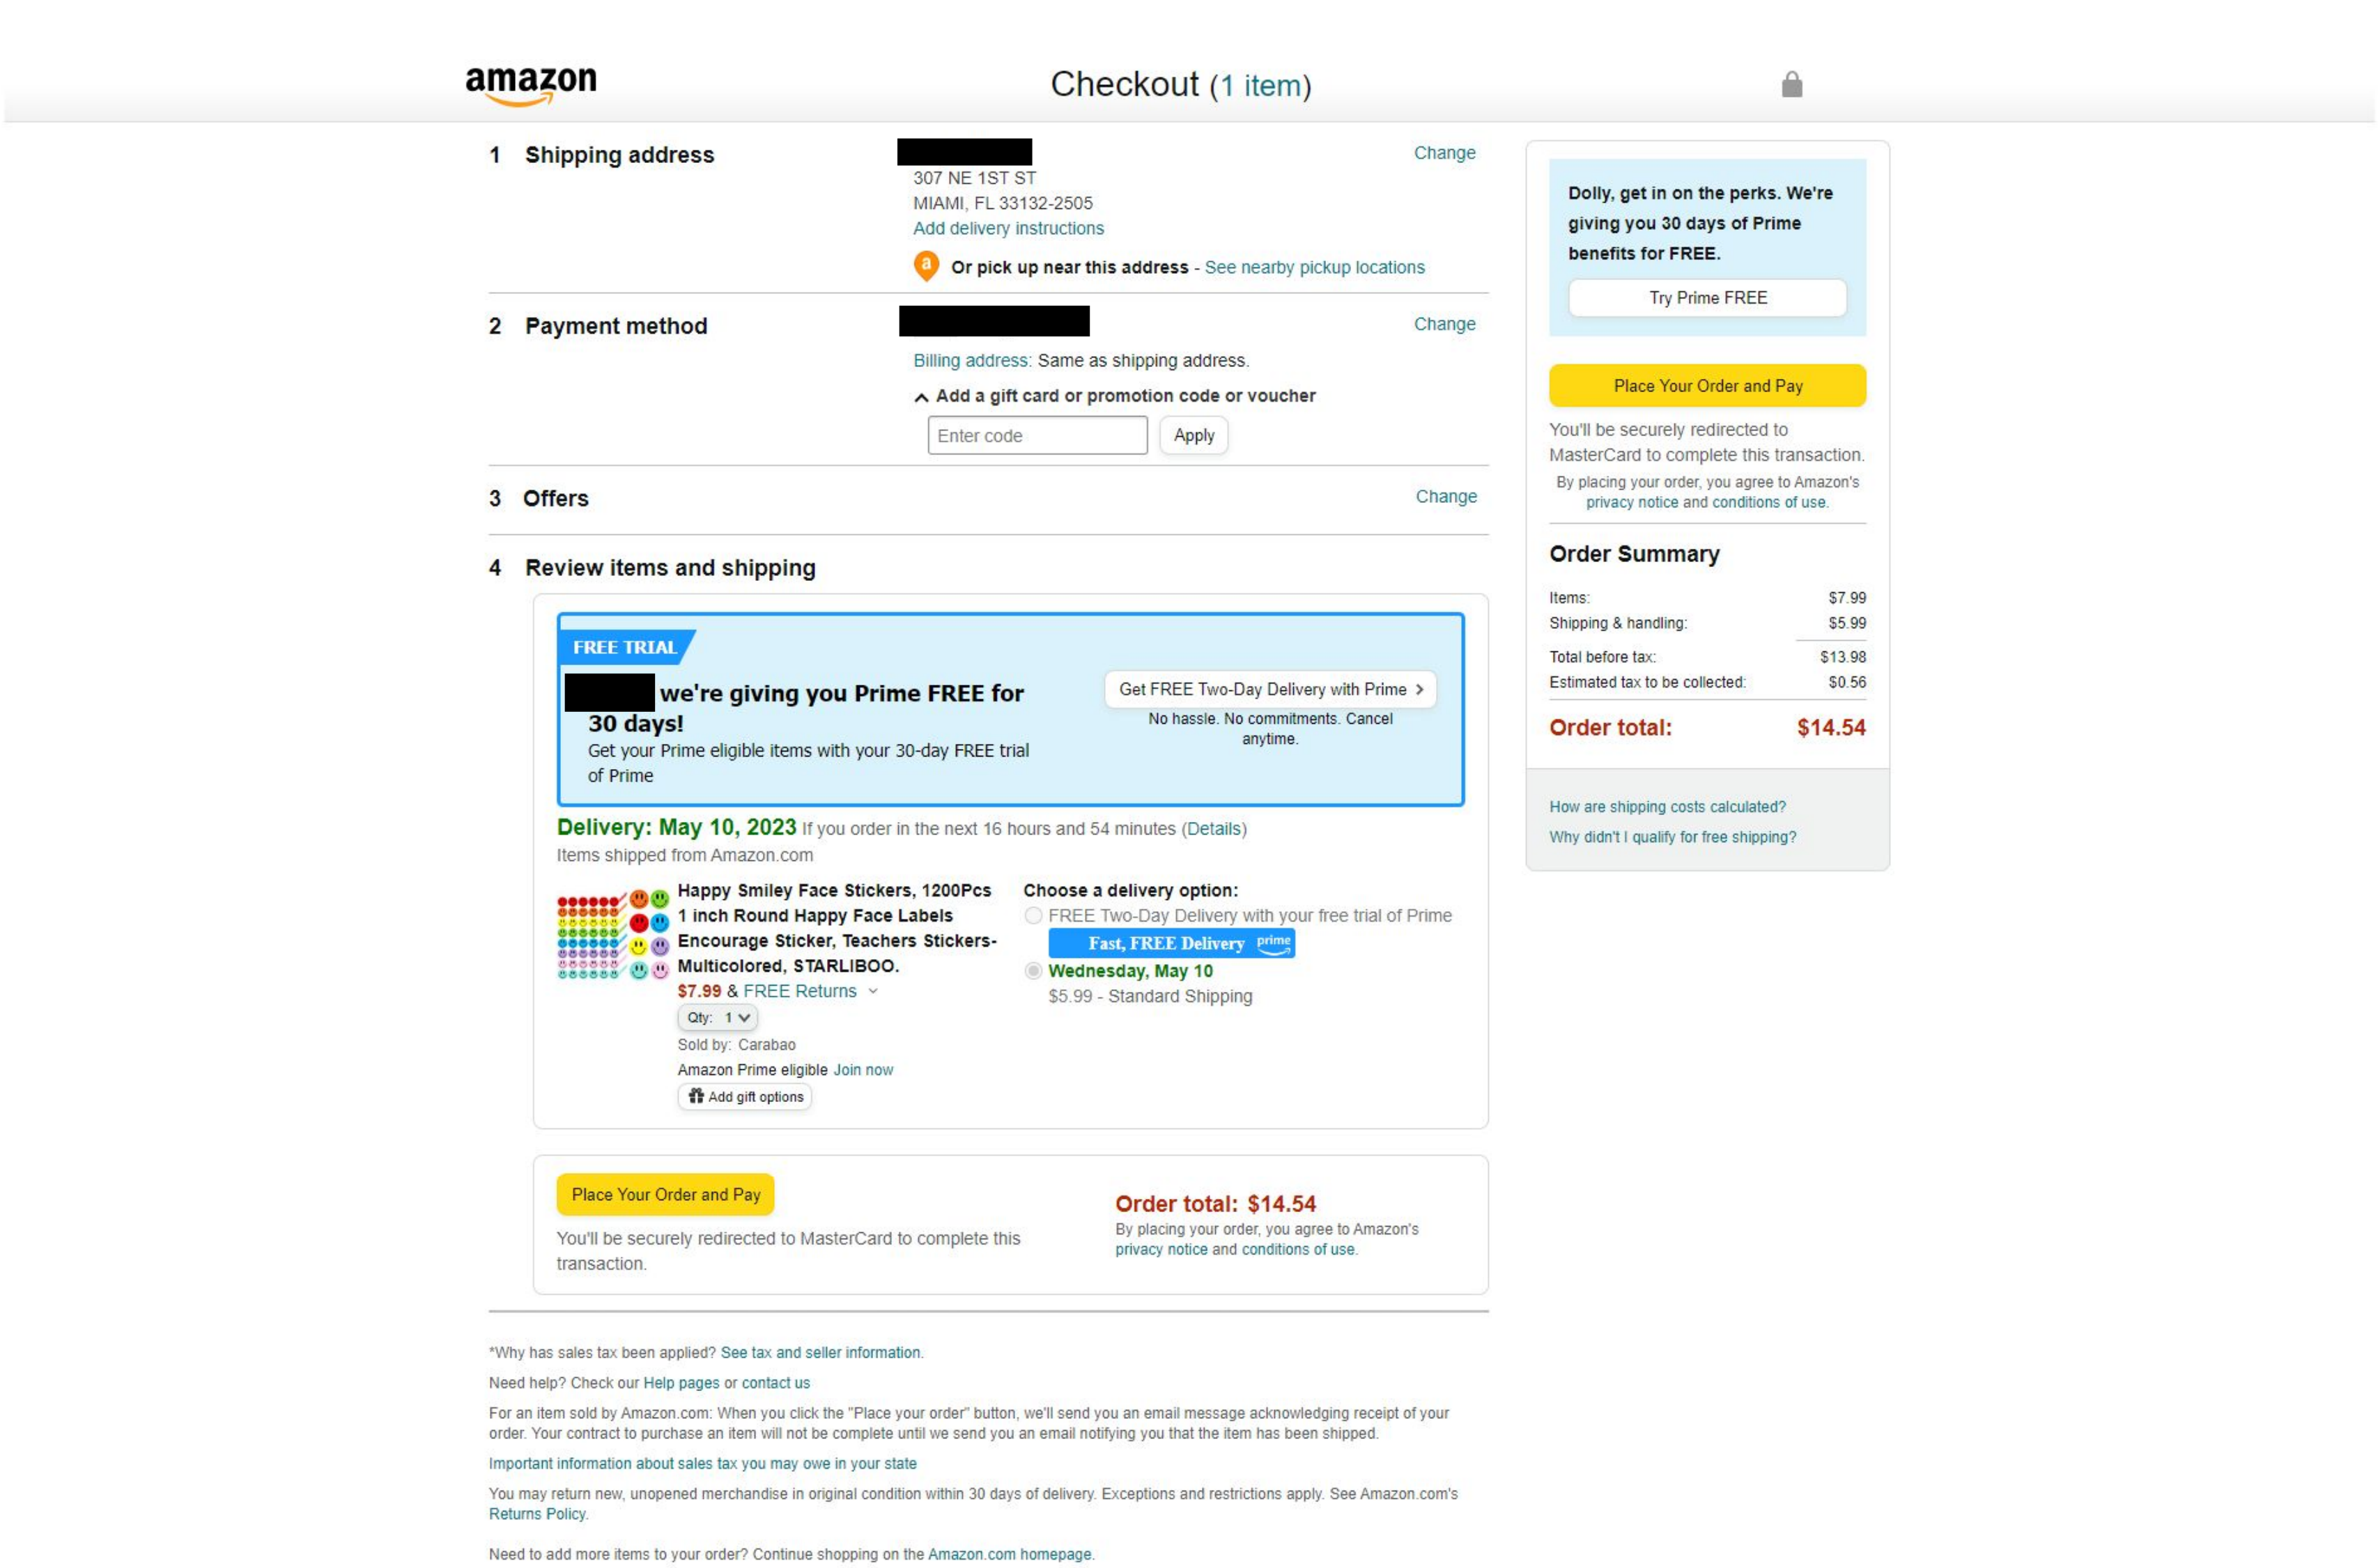 amazon
Checkout (1 item)
1 Shipping address
Change
307 NE 1ST ST
MIAMI, FL 33132-2505
Add delivery instructions
a Or pick up near this address - See nearby pickup locations
2 Payment method
Change
Billing address: Same as shipping address.
Add a gift card or promotion code or voucher
Enter code
Apply
3 Offers
Change
4 Review items and shipping
FREE TRIAL
we're giving you Prime FREE for
30 days!
Get your Prime eligible items with your 30-day FREE trial
of Prime
Get FREE Two-Day Delivery with Prime
No hassle. No commitments. Cancel
anytime.
Delivery: May 10, 2023 If you order in the next 16 hours and 54 minutes (Details)
Items shipped from Amazon.com
Happy Smiley Face Stickers, 1200Pcs
1 inch Round Happy Face Labels
Encourage Sticker, Teachers Stickers-
Multicolored, STARLIBOO.
$7.99 & FREE Returns
Qty: 1
Sold by: Carabao
Amazon Prime eligible Join now
Add gift options
Choose a delivery option:
FREE Two-Day Delivery with your free trial of Prime
Fast, FREE Delivery prime
Wednesday, May 10
$5.99 - Standard Shipping
Place Your Order and Pay
You'll be securely redirected to MasterCard to complete this
transaction.
Order total: $14.54
By placing your order, you agree to Amazon's
privacy notice and conditions of use.
*Why has sales tax been applied? See tax and seller information.
Need help? Check our Help pages or contact us
For an item sold by Amazon.com: When you click the "Place your order" button, we'll send you an email message acknowledging receipt of your
order. Your contract to purchase an item will not be complete until we send you an email notifying you that the item has been shipped.
Important information about sales tax you may owe in your state
You may return new, unopened merchandise in original condition within 30 days of delivery. Exceptions and restrictions apply. See Amazon.com's
Returns Policy.
Need to add more items to your order? Continue shopping on the Amazon.com homepage.
Dolly, get in on the perks. We're
giving you 30 days of Prime
benefits for FREE.
Try Prime FREE
Place Your Order and Pay
You'll be securely redirected to
MasterCard to complete this transaction.
By placing your order, you agree to Amazon's
privacy notice and conditions of use.
Order Summary
Items: $7.99
Shipping & handling: $5.99
Total before tax: $13.98
Estimated tax to be collected: $0.56
Order total: $14.54
How are shipping costs calculated?
Why didn't I qualify for free shipping?